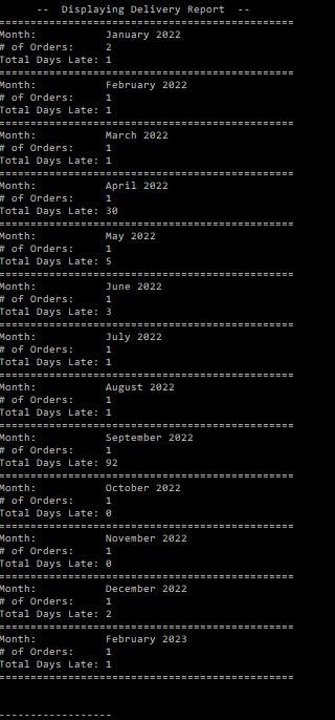 -- Displaying Delivery Report --
===============================================
Month: January 2022
# of Orders: 2
Total Days Late: 1
===============================================
Month: February 2022
# of Orders: 1
Total Days Late: 1
===============================================
Month: March 2022
# of Orders: 1
Total Days Late: 1
===============================================
Month: April 2022
# of Orders: 1
Total Days Late: 30
===============================================
Month: May 2022
# of Orders: 1
Total Days Late: 5
===============================================
Month: June 2022
# of Orders: 1
Total Days Late: 3
===============================================
Month: July 2022
# of Orders: 1
Total Days Late: 1
===============================================
Month: August 2022
# of Orders: 1
Total Days Late: 1
===============================================
Month: September 2022
# of Orders: 1
Total Days Late: 92
===============================================
Month: October 2022
# of Orders: 1
Total Days Late: 0
===============================================
Month: November 2022
# of Orders: 1
Total Days Late: 0
===============================================
Month: December 2022
# of Orders: 1
Total Days Late: 2
===============================================
Month: February 2023
# of Orders: 1
Total Days Late: 1
===============================================
------------------